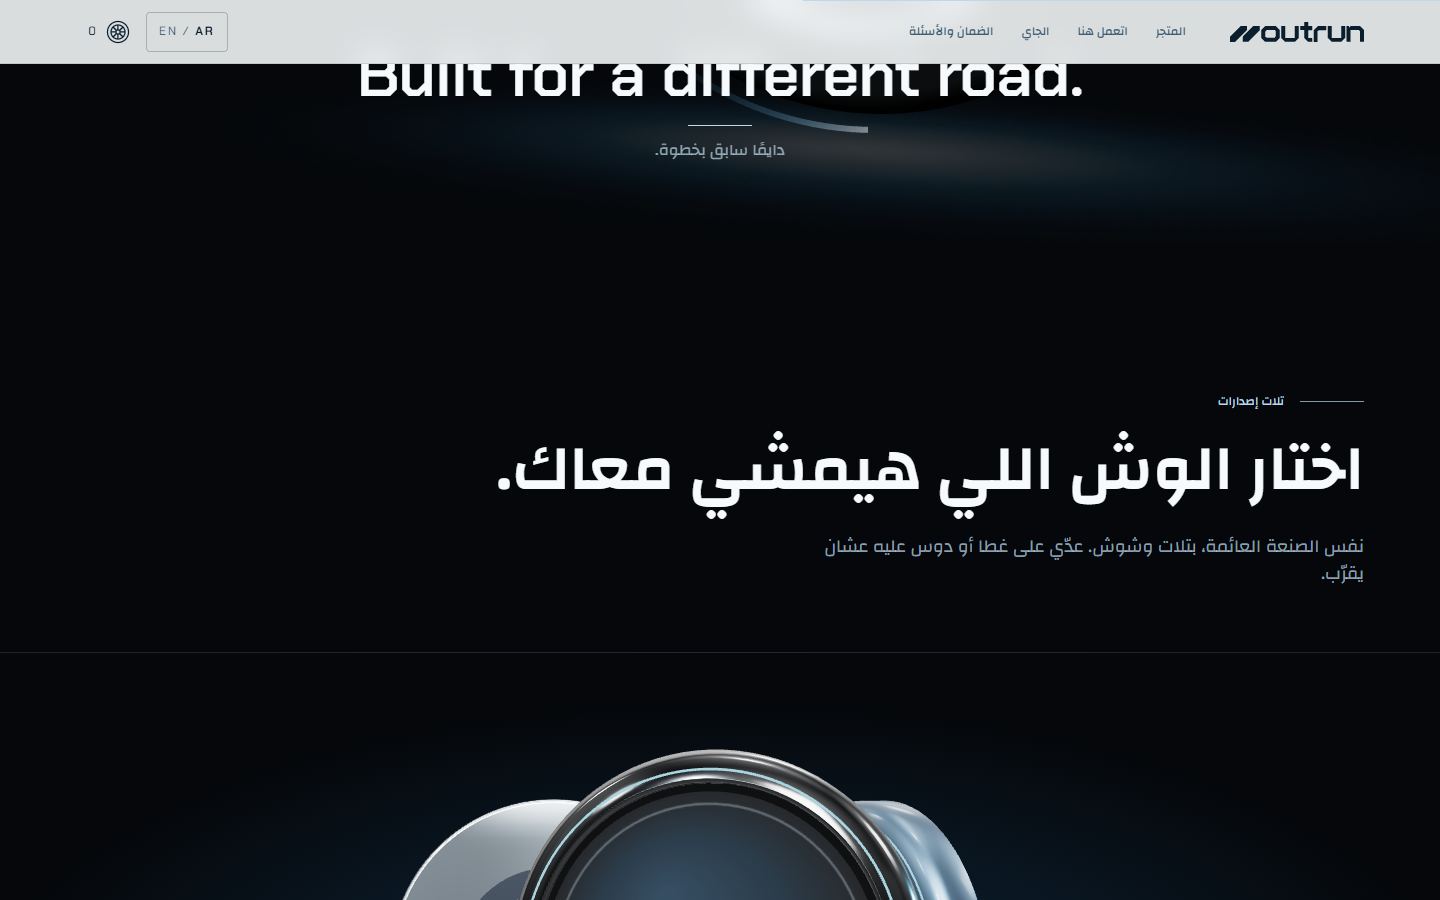 outrun
المتجر
اتعمل هنا
الجاي
الضمان والأسئلة
EN / AR
0
Built for a different road.
دايمًا سابق بخطوة.
تلات إصدارات
اختار الوش اللي هيمشي معاك.
نفس الصنعة العائمة، بتلات وشوش. عدّي على غطا أو دوس عليه عشان
يقرّب.